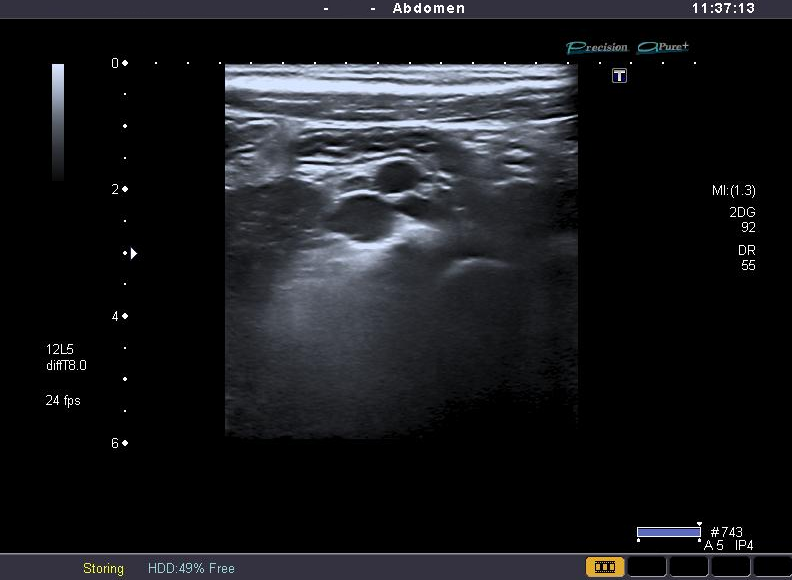 - - Abdomen 11:37:13
Precision APure+
T
0
2
4
6
MI:(1.3)
2DG
92
DR
55
12L5
diffT8.0
24 fps
#743
A 5 IP4
Storing HDD:49% Free